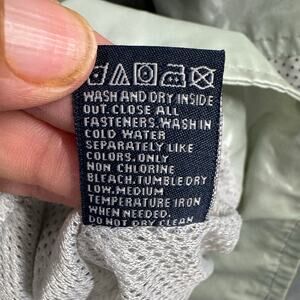 WASH AND DRY INSIDE
OUT. CLOSE ALL
FASTENERS. WASH IN
COLD WATER
SEPARATELY LIKE
COLORS. ONLY
NON CHLORINE
BLEACH. TUMBLE DRY
LOW. MEDIUM
TEMPERATURE IRON
WHEN NEEDED.
DO NOT DRY CLEAN